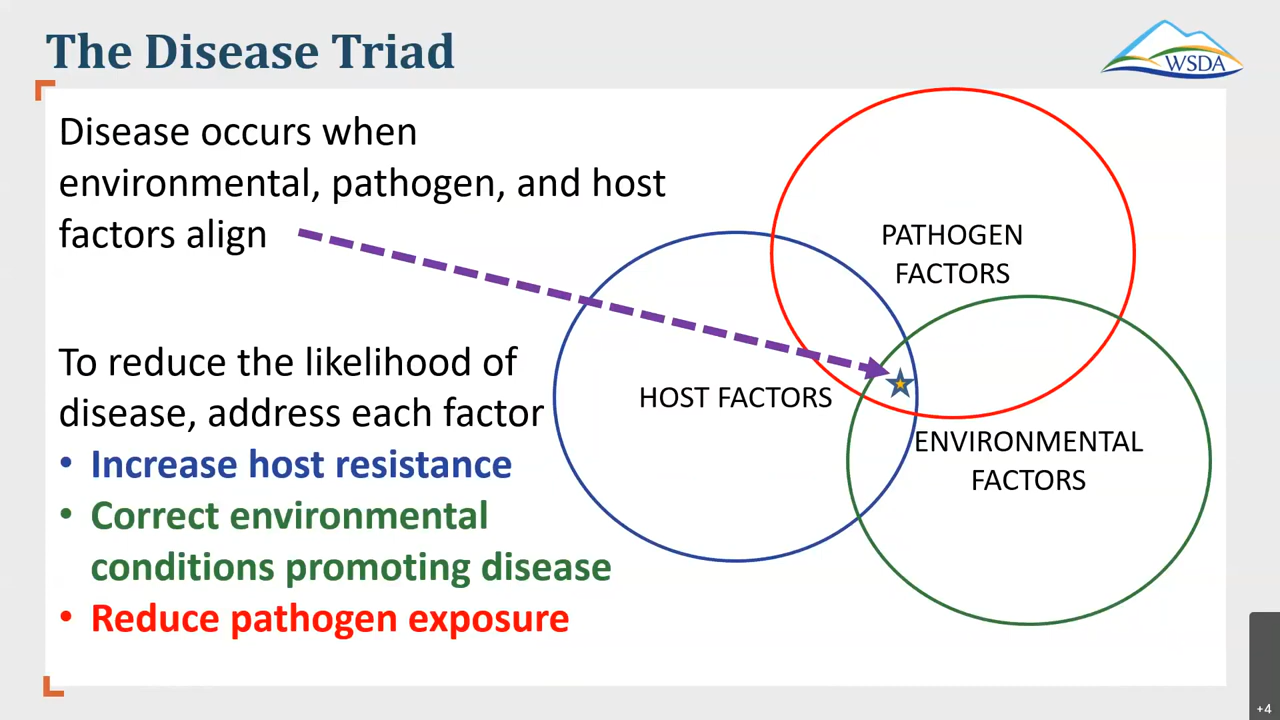 The Disease Triad
WSDA
Disease occurs when
environmental, pathogen, and host
factors align
To reduce the likelihood of
disease, address each factor
• Increase host resistance
• Correct environmental
conditions promoting disease
• Reduce pathogen exposure
PATHOGEN
FACTORS
HOST FACTORS
ENVIRONMENTAL
FACTORS
+4